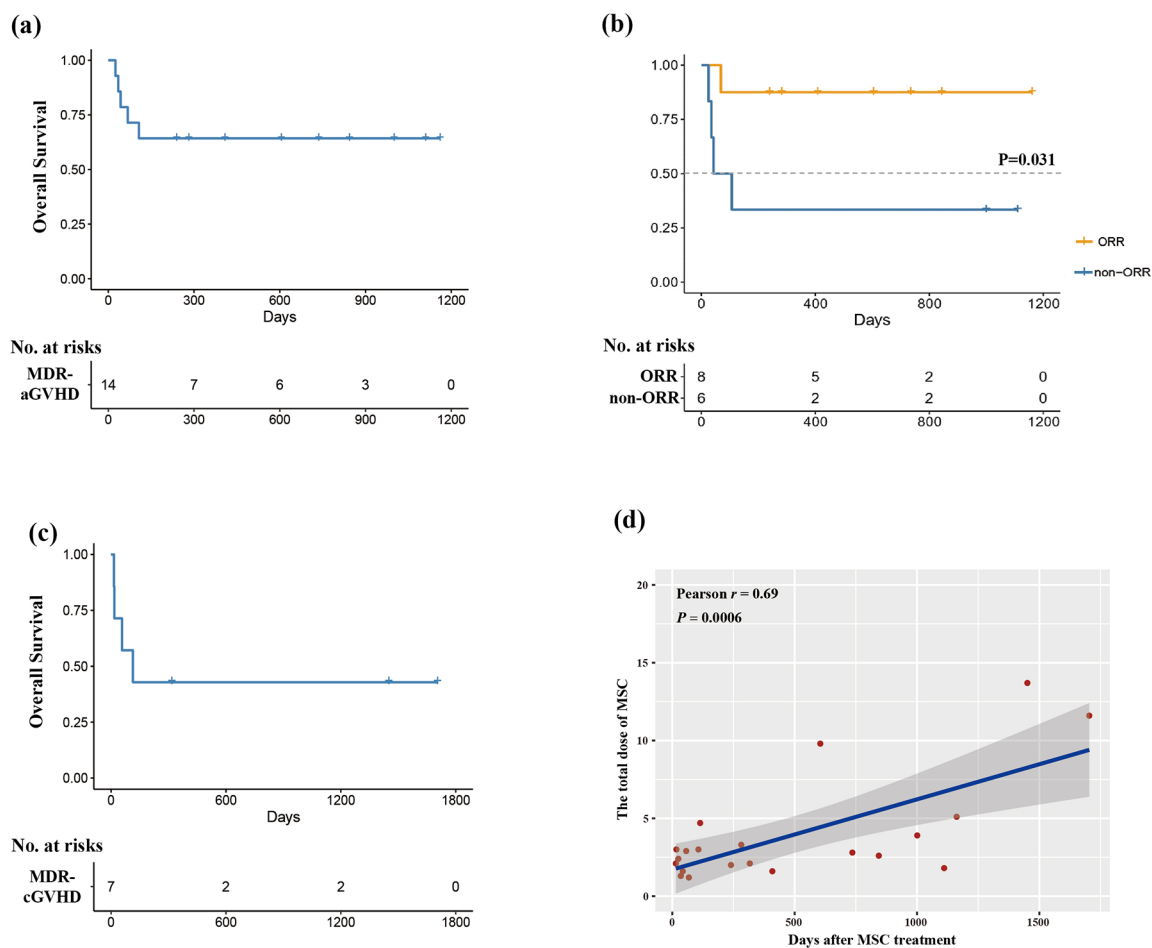 (a)
1.00
0.75
0.50
0.25
0.00
Overall Survival
0 300 600 900 1200
Days
No. at risks
MDR-
aGVHD
14 7 6 3 0
0 300 600 900 1200
(b)
1.00
0.75
0.50
0.25
0.00
P=0.031
ORR
non-ORR
0 400 800 1200
Days
No. at risks
ORR 8 5 2 0
non-ORR 6 2 2 0
0 400 800 1200
(c)
1.00
0.75
0.50
0.25
0.00
Overall Survival
0 600 1200 1800
Days
No. at risks
MDR-
cGVHD
7 2 2 0
0 600 1200 1800
(d)
Pearson r = 0.69
P = 0.0006
20
15
10
5
0
The total dose of MSC
0 500 1000 1500
Days after MSC treatment